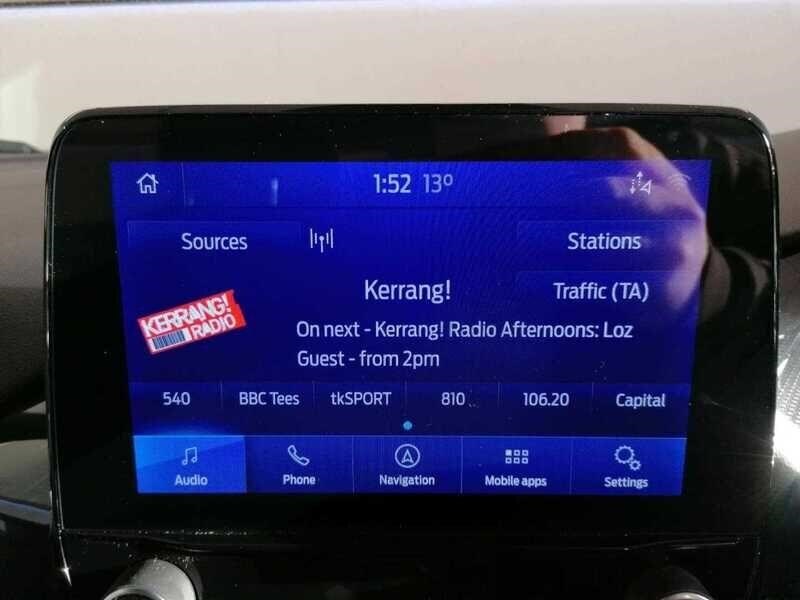 1:52 13°
Sources
Stations
Kerrang!
Traffic (TA)
KERRANG!
RADIO
On next - Kerrang! Radio Afternoons: Loz
Guest - from 2pm
540 BBC Tees tkSPORT 810 106.20 Capital
Audio Phone Navigation Mobile apps Settings